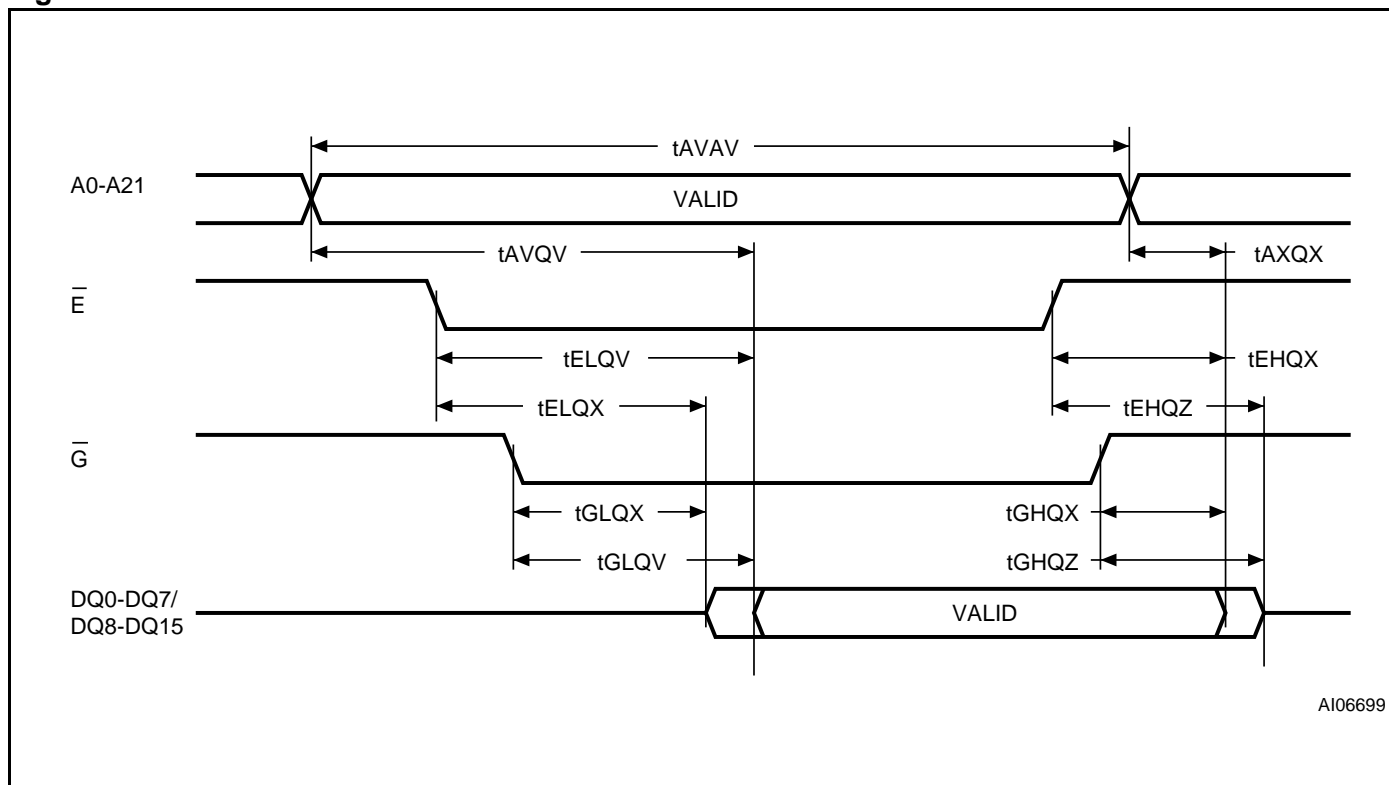 tAVAV
A0-A21
VALID
tAVQV
tAXQX
E
tELQV
tEHQX
tELQX
tEHQZ
G
tGLQX
tGHQX
tGLQV
tGHQZ
DQ0-DQ7/
DQ8-DQ15
VALID
AI06699